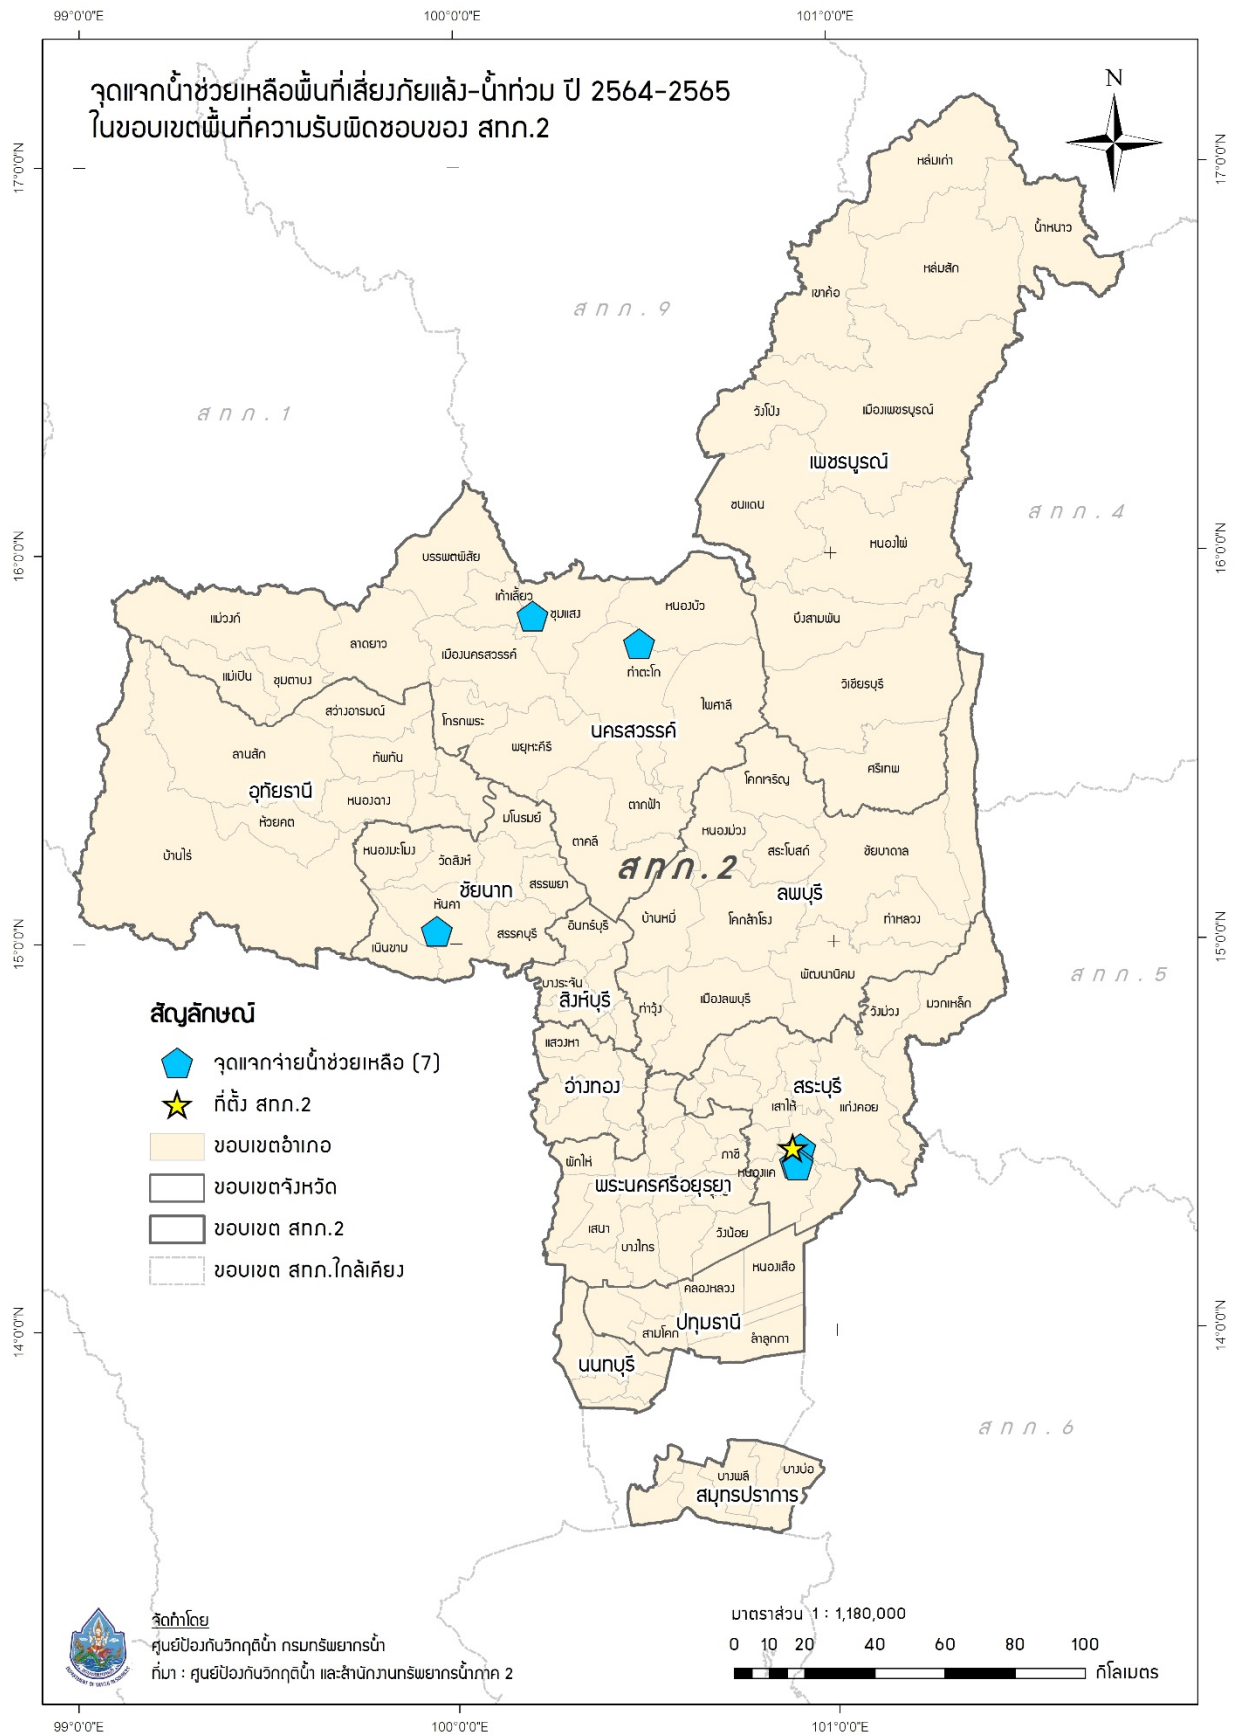 99°0'0"E 100°0'0"E 101°0'0"E
จุดแจกน้ำช่วยเหลือพื้นที่เสี่ยงภัยแล้ง-น้ำท่วม ปี 2564-2565
ในขอบเขตพื้นที่ความรับผิดชอบของ สทภ.2
N
17°0'0"N 17°0'0"N
หล่มเก่า
น้ำหนาว
หล่มสัก
เขาค้อ
สทภ.9
สทภ.1
วังโป่ง
เมืองเพชรบูรณ์
เพชรบูรณ์
ชนแดน
สทภ.4
หนองไผ่
16°0'0"N 16°0'0"N
บรรพตพิสัย
เก้าเลี้ยว
ชุมแสง
หนองบัว
แม่วงก์
บึงสามพัน
ลาดยาว
เมืองนครสวรรค์
ท่าตะโก
แม่เปิน
ชุมตาบง
วิเชียรบุรี
ไพศาลี
สว่างอารมณ์
โกรกพระ
นครสวรรค์
พยุหะคีรี
ลานสัก
ทัพทัน
ศรีเทพ
โคกเจริญ
อุทัยธานี
หนองฉาง
ตากฟ้า
ห้วยคต
มโนรมย์
หนองม่วง
ตาคลี
บ้านไร่
หนองมะโมง
วัดสิงห์
สระโบสถ์
ชัยบาดาล
สทภ.2
สรรพยา
ชัยนาท
ลพบุรี
หันคา
บ้านหมี่
โคกสำโรง
ท่าหลวง
อินทร์บุรี
สรรคบุรี
เนินขาม
15°0'0"N 15°0'0"N
พัฒนานิคม
สทภ.5
บางระจัน
สิงห์บุรี
ท่าวุ้ง
เมืองลพบุรี
วังม่วง
มวกเหล็ก
สัญลักษณ์
แสวงหา
จุดแจกจ่ายน้ำช่วยเหลือ (7)
อ่างทอง
สระบุรี
ที่ตั้ง สทภ.2
เสาไห้
แก่งคอย
ขอบเขตอำเภอ
ผักไห่
ภาชี
หนองแค
ขอบเขตจังหวัด
พระนครศรีอยุธยา
ขอบเขต สทภ.2
เสนา
บางไทร
วังน้อย
ขอบเขต สทภ.ใกล้เคียง
หนองเสือ
คลองหลวง
14°0'0"N 14°0'0"N
ปทุมธานี
สามโคก
ลำลูกกา
นนทบุรี
สทภ.6
บางพลี
บางบ่อ
สมุทรปราการ
จัดทำโดย
ศูนย์ป้องกันวิกฤติน้ำ กรมทรัพยากรน้ำ
ที่มา : ศูนย์ป้องกันวิกฤติน้ำ และสำนักงานทรัพยากรน้ำภาค 2
มาตราส่วน 1 : 1,180,000
0 10 20 40 60 80 100
กิโลเมตร
99°0'0"E 100°0'0"E 101°0'0"E